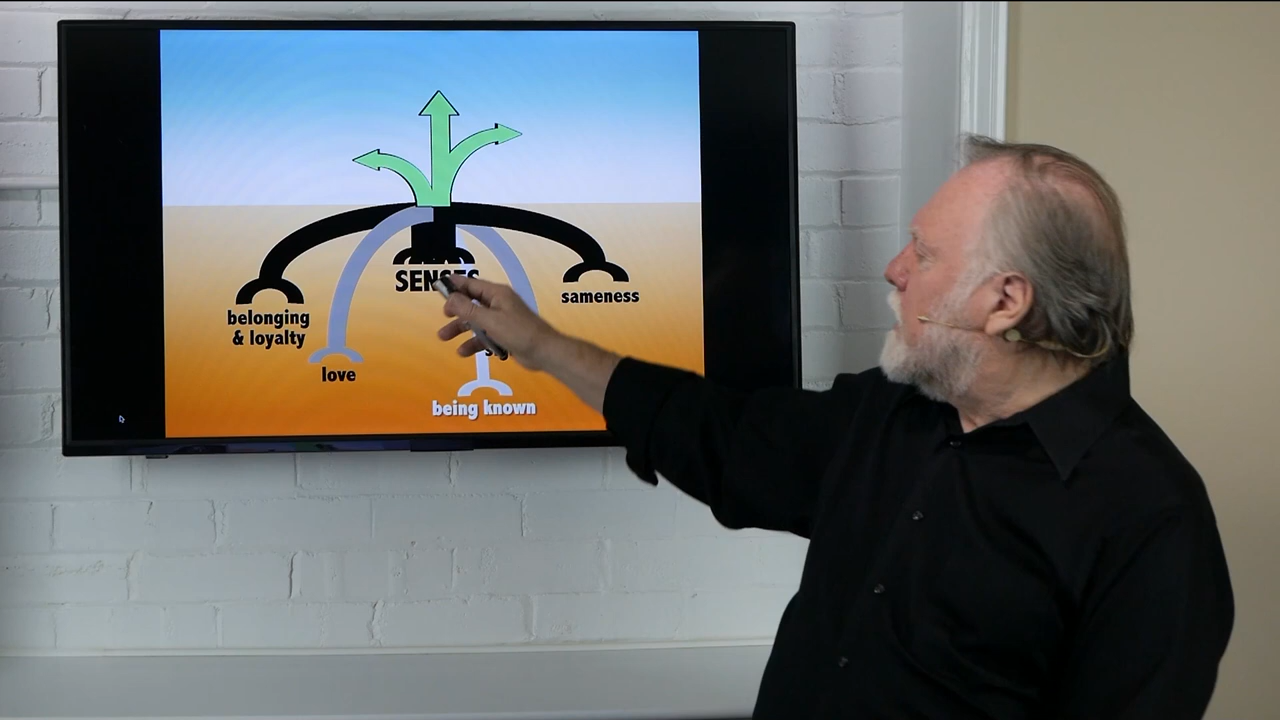 SENSES
sameness
belonging
& loyalty
love
being known